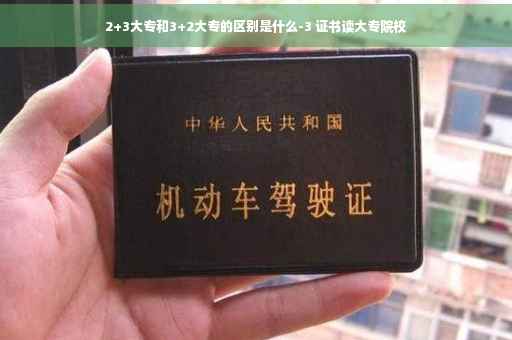 2+3大专和3+2大专的区别是什么-3 证书读大专院校
中华人民共和国
机动车驾驶证